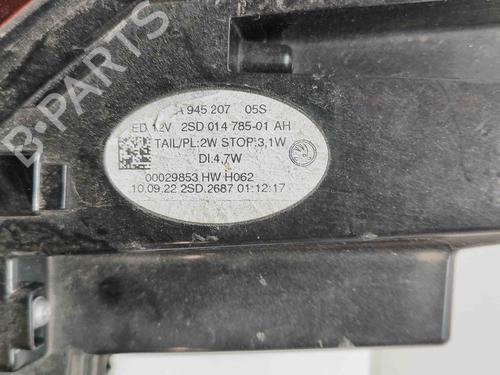 A 945 207 05S
ED 12V 2SD 014 785-01 AH
TAIL/PL:2W STOP:3,1W
DI:4,7W
00029853 HW H062
10.09.22 2SD.2687 01:12:17
B-PARTS